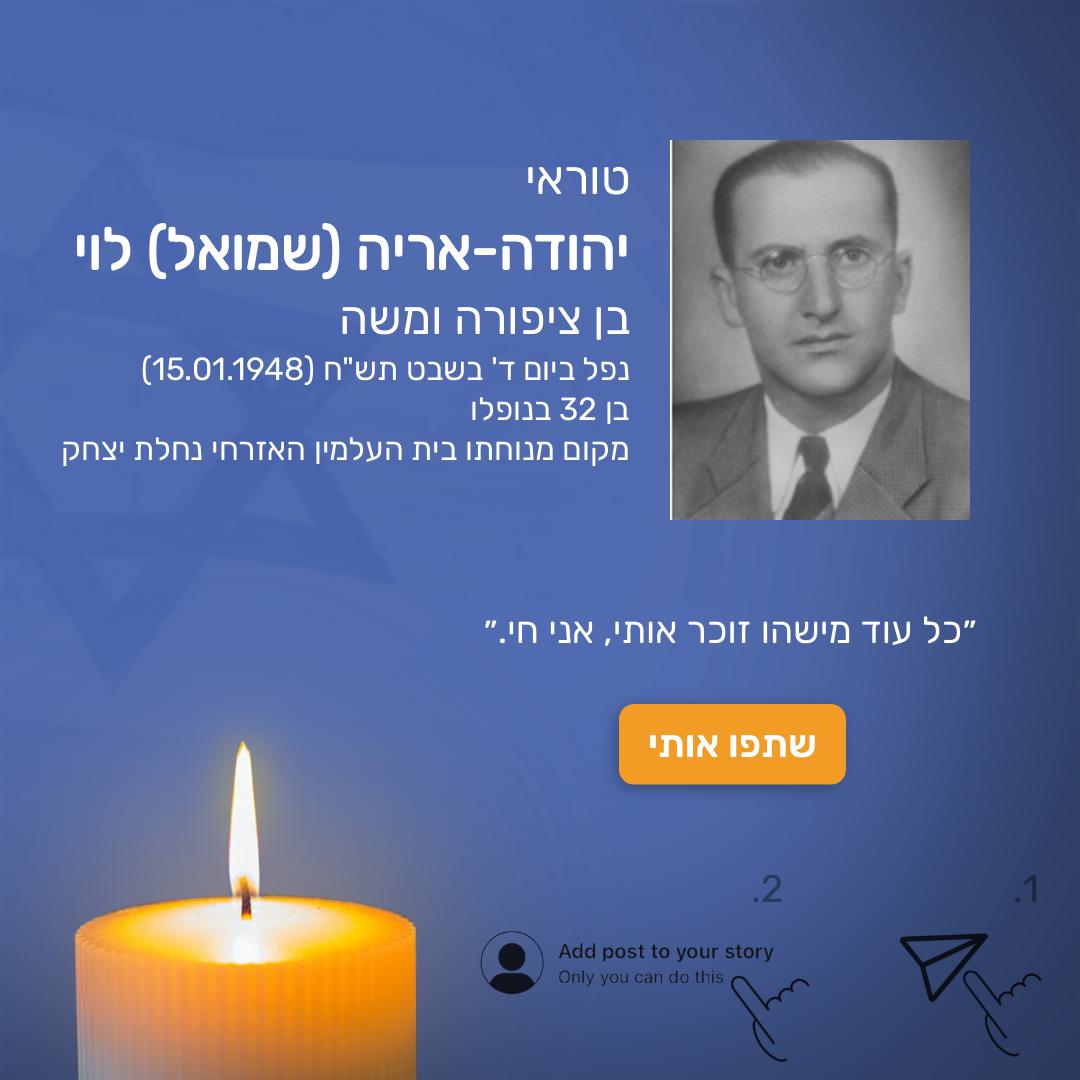 טוראי
יהודה-אריה (שמואל) לוי
בן ציפורה ומשה
נפל ביום ד' בשבט תש"ח (15.01.1948)
בן 32 בנופלו
מקום מנוחתו בית העלמין האזרחי נחלת יצחק
״כל עוד מישהו זוכר אותי, אני חי.״
שתפו אותי
1.
2.
Add post to your story
Only you can do this